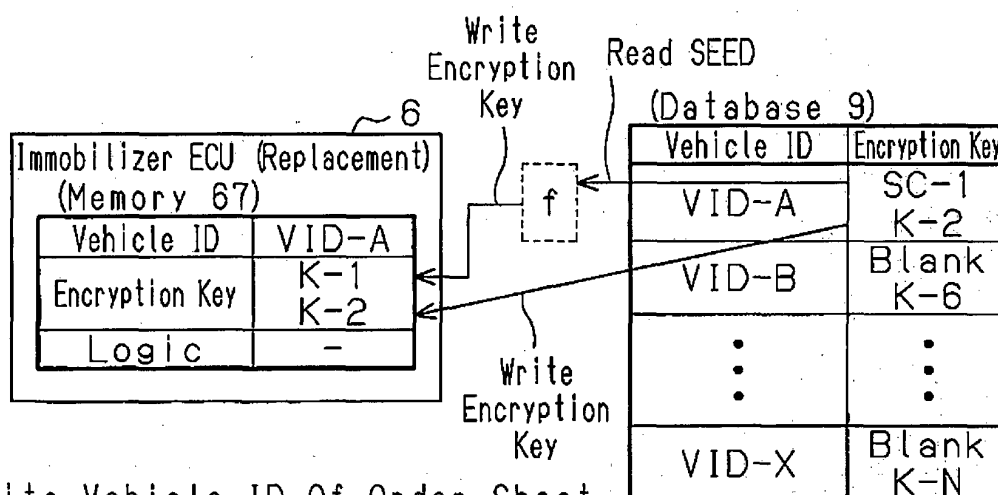 Write
Encryption
Key
Read SEED
6
(Database 9)
Immobilizer ECU (Replacement)
(Memory 67)
Vehicle ID VID-A
Encryption Key K-1
K-2
Logic -
f
Vehicle ID Encryption Key
VID-A SC-1
K-2
VID-B Blank
K-6
VID-X Blank
K-N
Write
Encryption
Key
Vehicle ID Of Order Sheet